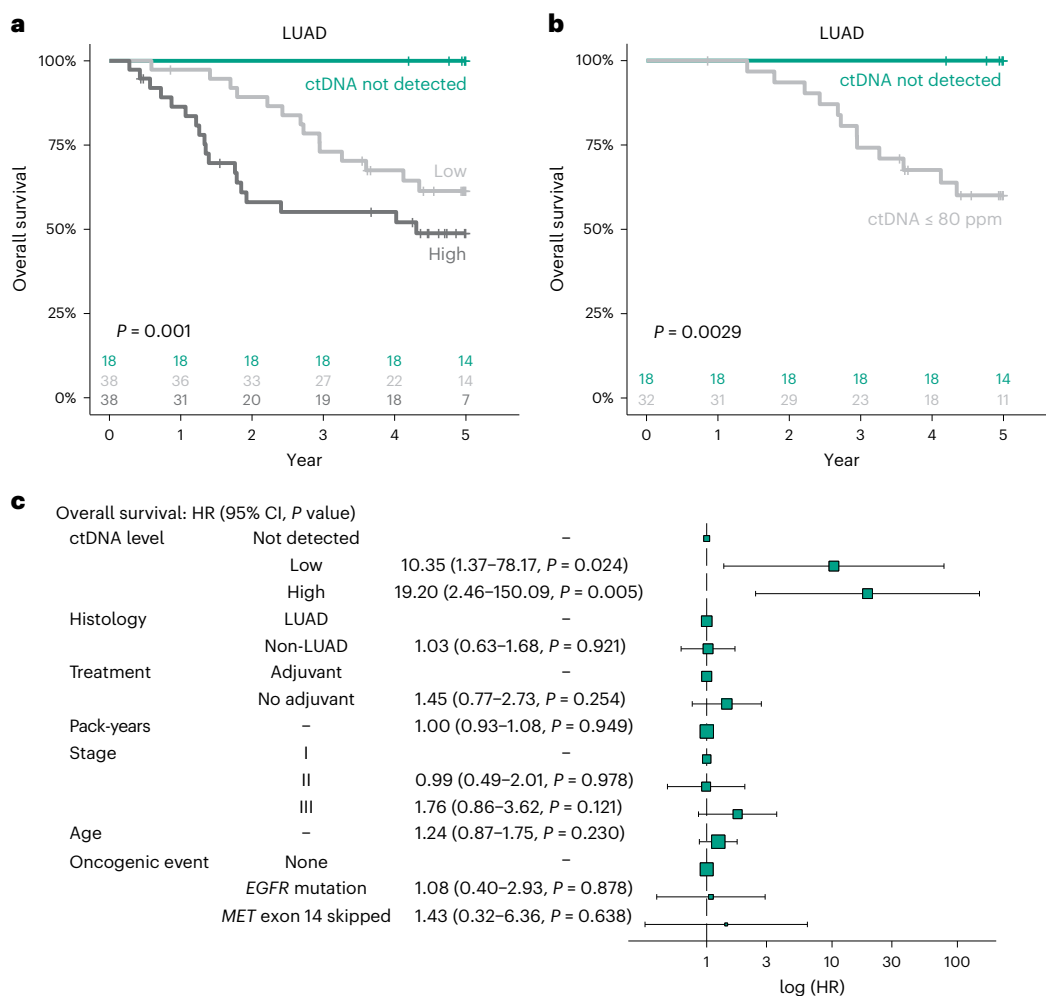 a
LUAD
Overall survival
100%
75%
50%
25%
0%
ctDNA not detected
Low
High
P = 0.001
18 18 18 18 18 14
38 36 33 27 22 14
38 31 20 19 18 7
0 1 2 3 4 5
Year
b
LUAD
Overall survival
100%
75%
50%
25%
0%
ctDNA not detected
ctDNA ≤ 80 ppm
P = 0.0029
18 18 18 18 18 14
32 31 29 23 18 11
0 1 2 3 4 5
Year
c
Overall survival: HR (95% CI, P value)
ctDNA level Not detected –
Low 10.35 (1.37–78.17, P = 0.024)
High 19.20 (2.46–150.09, P = 0.005)
Histology LUAD –
Non-LUAD 1.03 (0.63–1.68, P = 0.921)
Treatment Adjuvant –
No adjuvant 1.45 (0.77–2.73, P = 0.254)
Pack-years – 1.00 (0.93–1.08, P = 0.949)
Stage I –
II 0.99 (0.49–2.01, P = 0.978)
III 1.76 (0.86–3.62, P = 0.121)
Age – 1.24 (0.87–1.75, P = 0.230)
Oncogenic event None –
EGFR mutation 1.08 (0.40–2.93, P = 0.878)
MET exon 14 skipped 1.43 (0.32–6.36, P = 0.638)
1 3 10 30 100
log (HR)